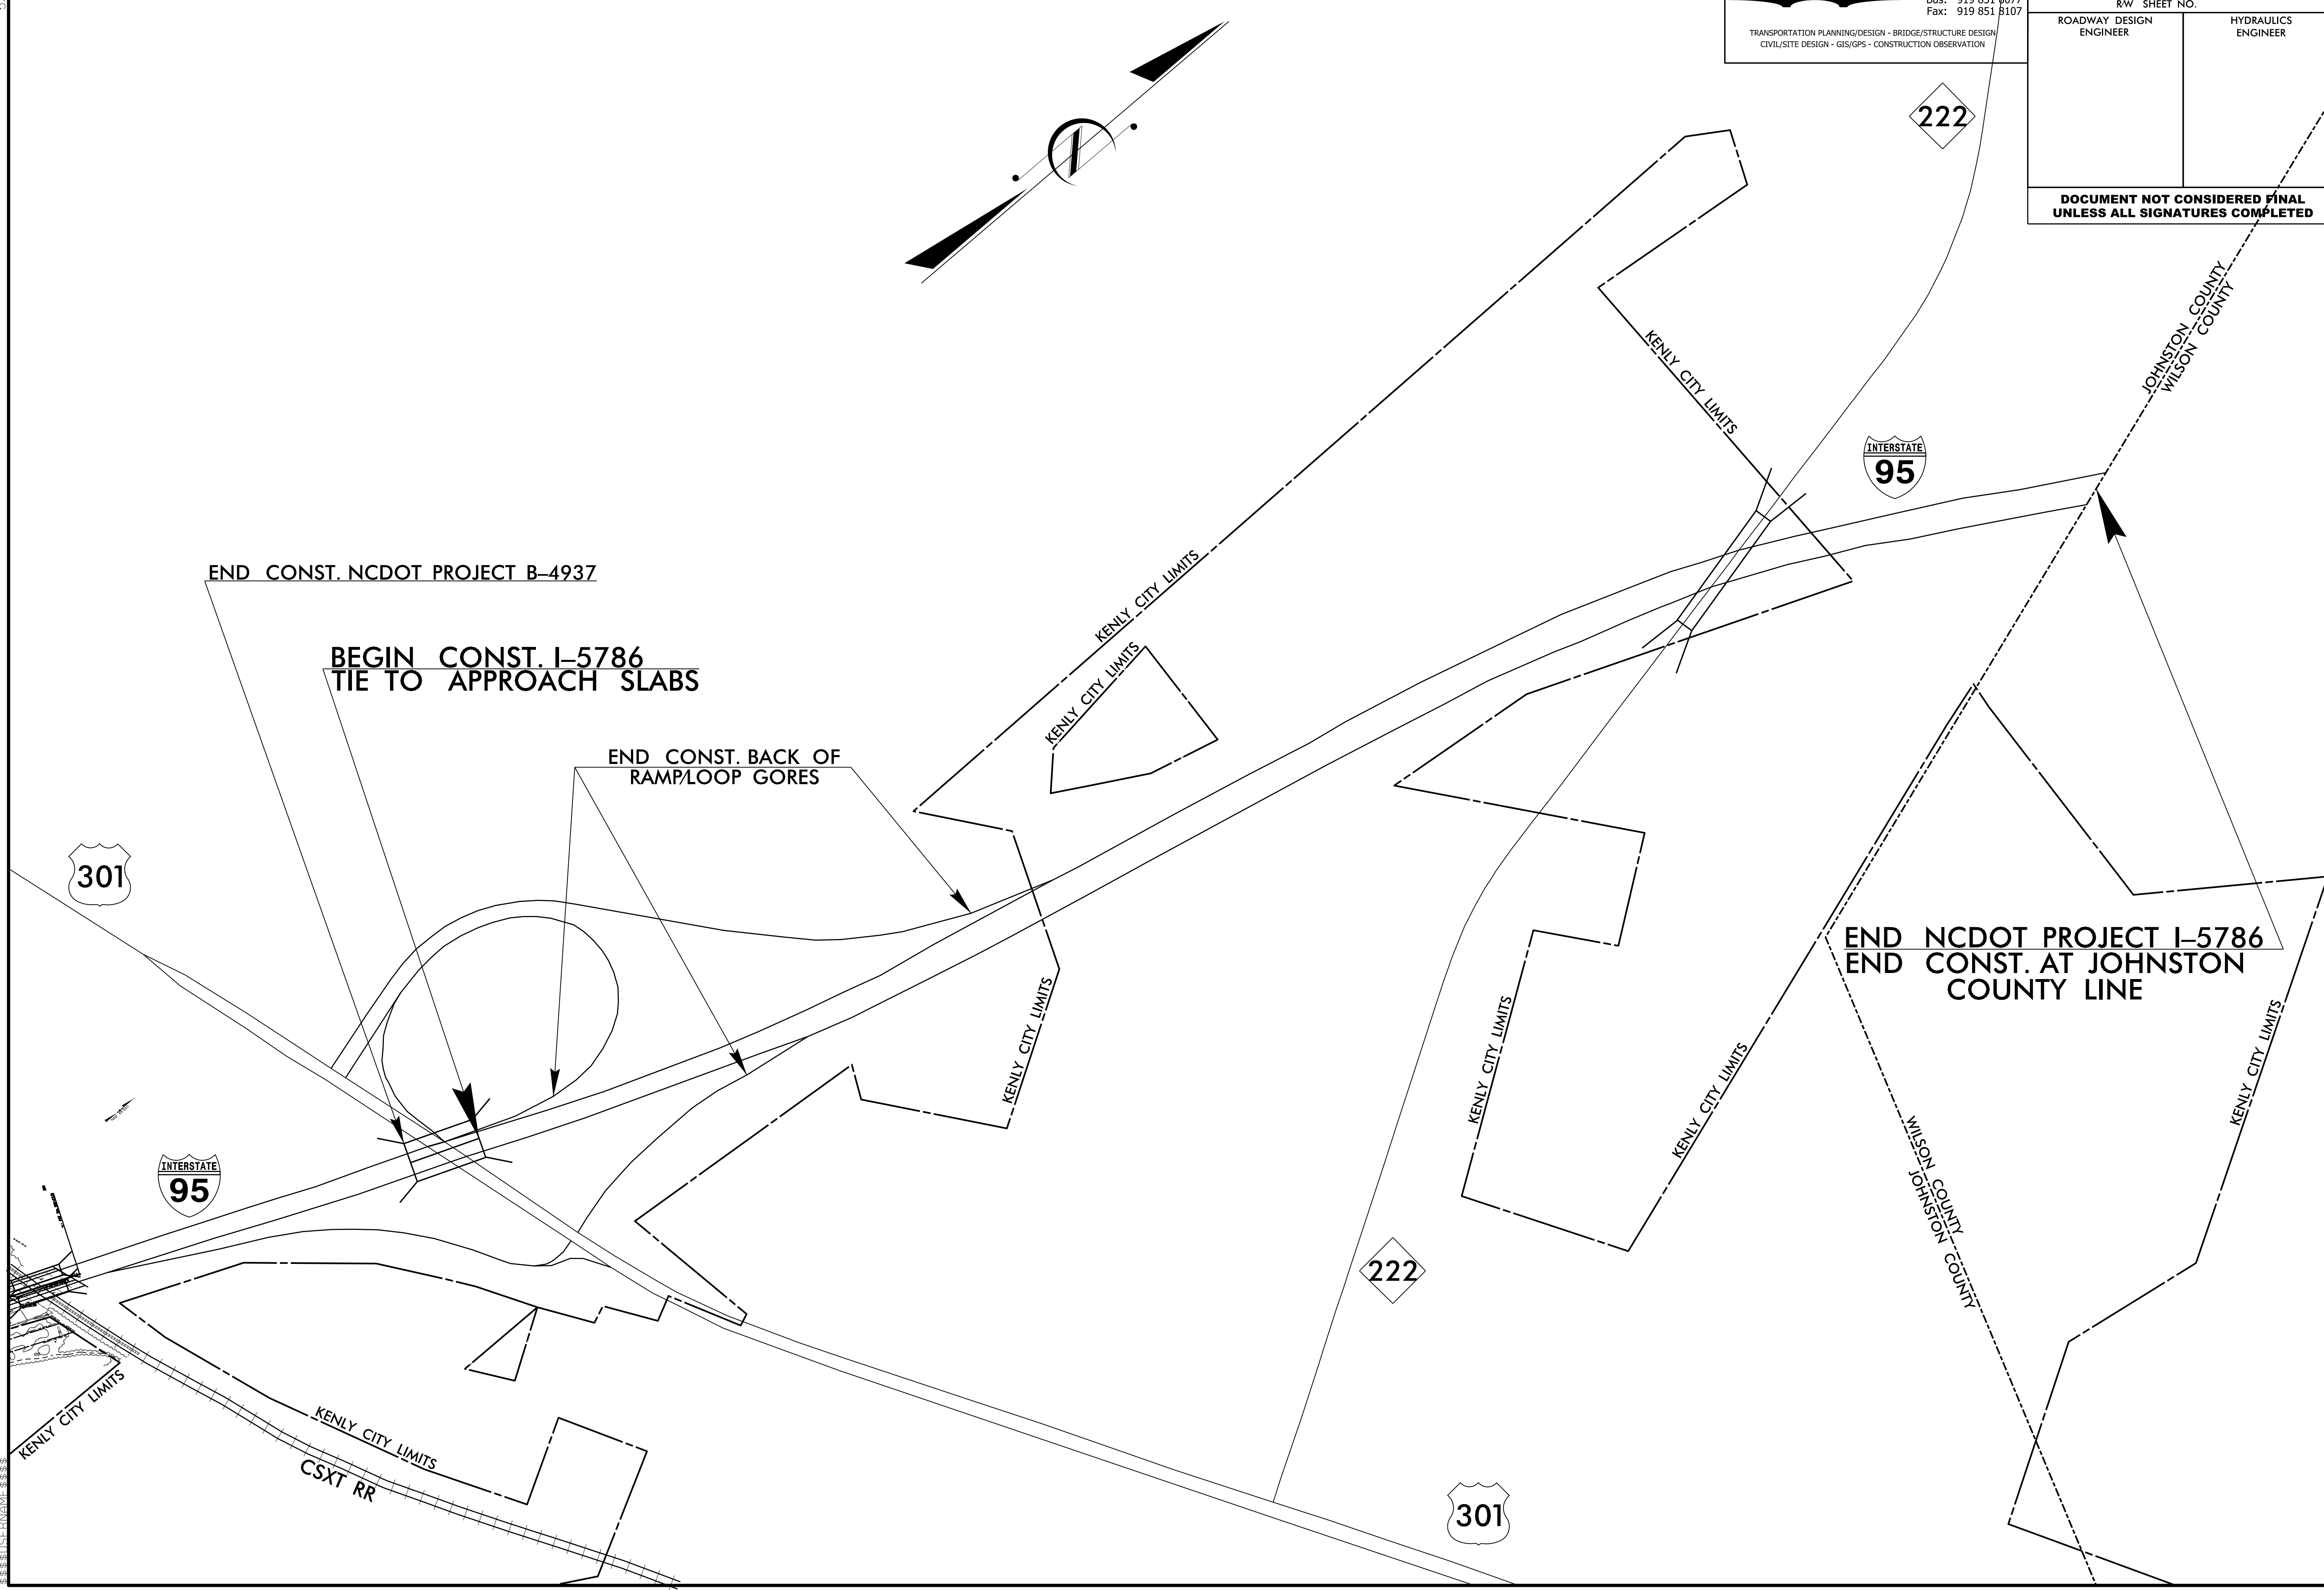 Fax: 919 851 8107
TRANSPORTATION PLANNING/DESIGN - BRIDGE/STRUCTURE DESIGN
CIVIL/SITE DESIGN - GIS/GPS - CONSTRUCTION OBSERVATION
R/W SHEET NO.
ROADWAY DESIGN
ENGINEER
HYDRAULICS
ENGINEER
DOCUMENT NOT CONSIDERED FINAL
UNLESS ALL SIGNATURES COMPLETED
222
JOHNSTON COUNTY
WILSON COUNTY
KENLY CITY LIMITS
INTERSTATE
95
END CONST. NCDOT PROJECT B-4937
KENLY CITY LIMITS
BEGIN CONST. I-5786
TIE TO APPROACH SLABS
KENLY CITY LIMITS
END CONST. BACK OF
RAMP/LOOP GORES
301
END NCDOT PROJECT I-5786
END CONST. AT JOHNSTON
COUNTY LINE
KENLY CITY LIMITS
KENLY CITY LIMITS
KENLY CITY LIMITS
KENLY CITY LIMITS
INTERSTATE
95
WILSON COUNTY
JOHNSTON COUNTY
222
KENLY CITY LIMITS
KENLY CITY LIMITS
CSXT RR
301
$$$$USERNAME$$$$